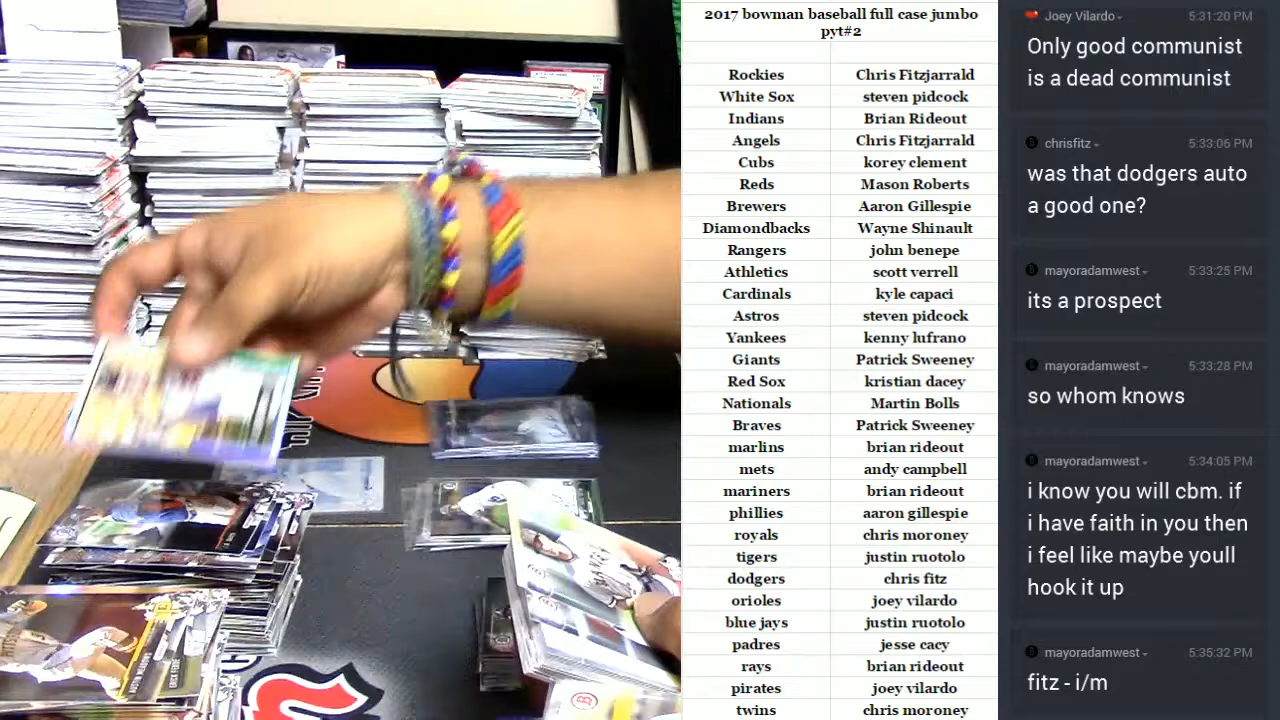 2017 bowman baseball full case jumbo
pyt#2
Rockies Chris Fitzjarrald
White Sox steven pidcock
Indians Brian Rideout
Angels Chris Fitzjarrald
Cubs korey clement
Reds Mason Roberts
Brewers Aaron Gillespie
Diamondbacks Wayne Shinault
Rangers john benepe
Athletics scott verrell
Cardinals kyle capaci
Astros steven pidcock
Yankees kenny lufrano
Giants Patrick Sweeney
Red Sox kristian dacey
Nationals Martin Bolls
Braves Patrick Sweeney
marlins brian rideout
mets andy campbell
mariners brian rideout
phillies aaron gillespie
royals chris moroney
tigers justin ruotolo
dodgers chris fitz
orioles joey vilardo
blue jays justin ruotolo
padres jesse cacy
rays brian rideout
pirates joey vilardo
twins chris moroney
Joey Vilardo 5:31:20 PM
Only good communist
is a dead communist
chrisfitz 5:33:06 PM
was that dodgers auto
a good one?
mayoradamwest 5:33:25 PM
its a prospect
mayoradamwest 5:33:28 PM
so whom knows
mayoradamwest 5:34:05 PM
i know you will cbm. if
i have faith in you then
i feel like maybe youll
hook it up
mayoradamwest 5:35:32 PM
fitz - i/m
AUSTIN MEADOWS
ERICK FEDDE